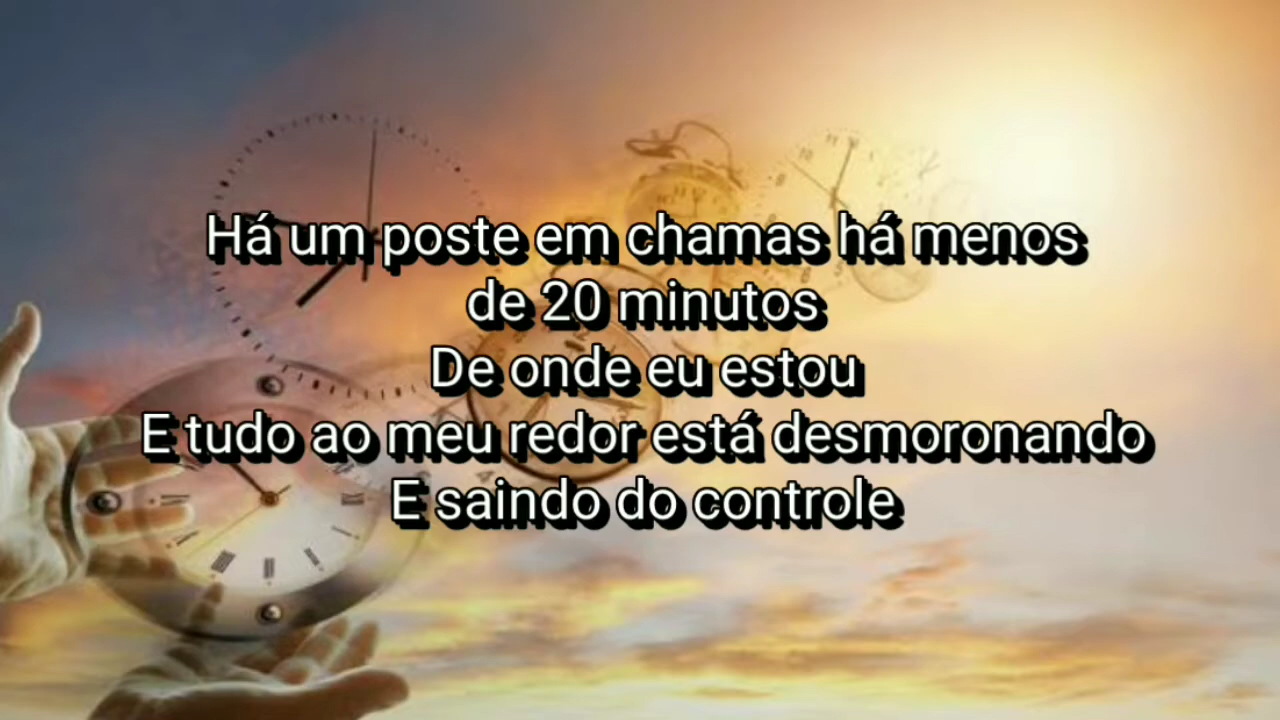 Há um poste em chamas há menos
de 20 minutos
De onde eu estou
E tudo ao meu redor está desmoronando
E saindo do controle